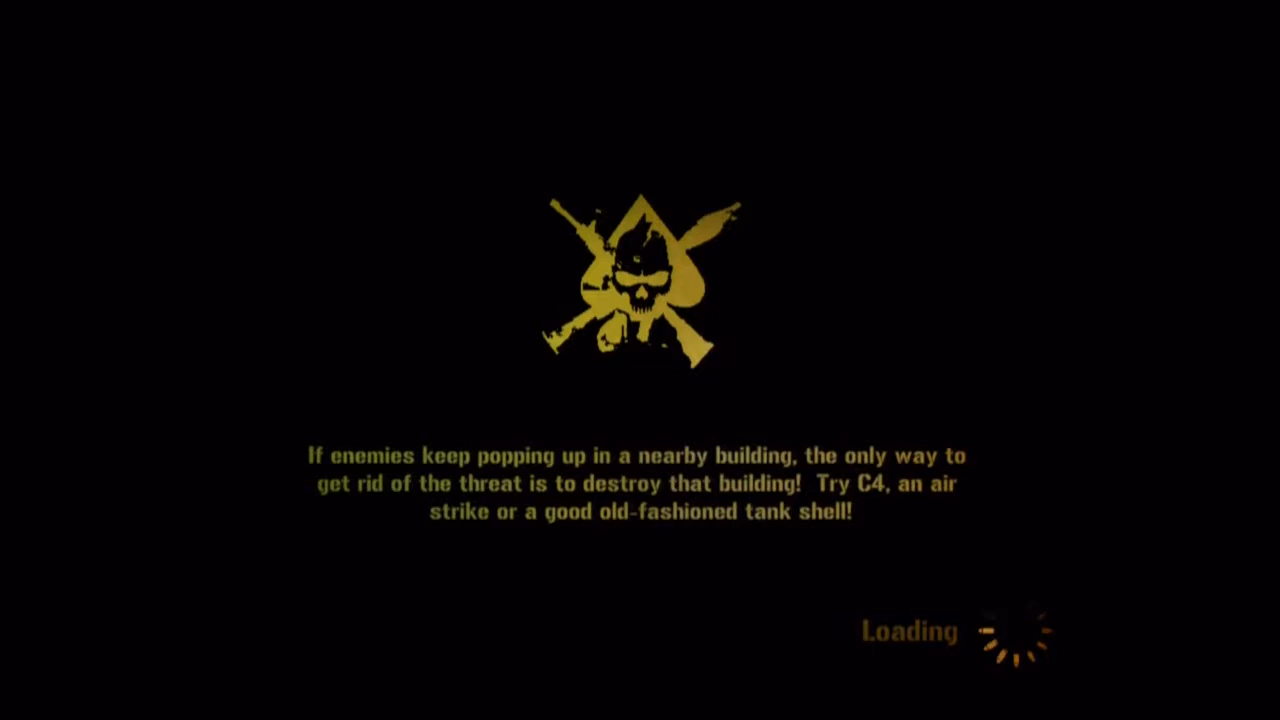 If enemies keep popping up in a nearby building, the only way to
get rid of the threat is to destroy that building!  Try C4, an air
strike or a good old-fashioned tank shell!
Loading